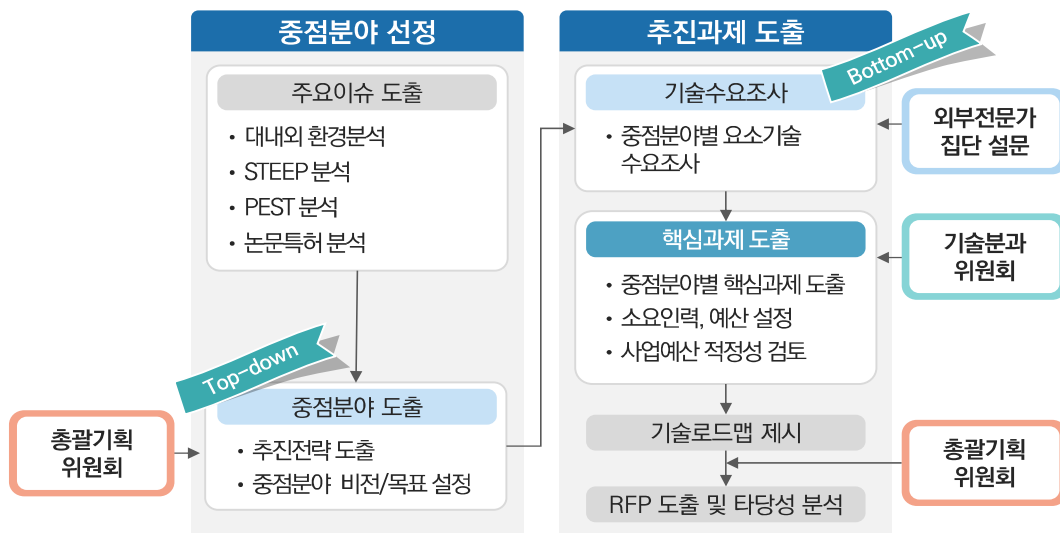 중점분야 선정
주요이슈 도출
• 대내외 환경분석
• STEEP 분석
• PEST 분석
• 논문특허 분석
Top-down
중점분야 도출
• 추진전략 도출
• 중점분야 비전/목표 설정
총괄기획
위원회
추진과제 도출
Bottom-up
기술수요조사
• 중점분야별 요소기술
수요조사
외부전문가
집단 설문
핵심과제 도출
• 중점분야별 핵심과제 도출
• 소요인력, 예산 설정
• 사업예산 적정성 검토
기술분과
위원회
기술로드맵 제시
총괄기획
위원회
RFP 도출 및 타당성 분석